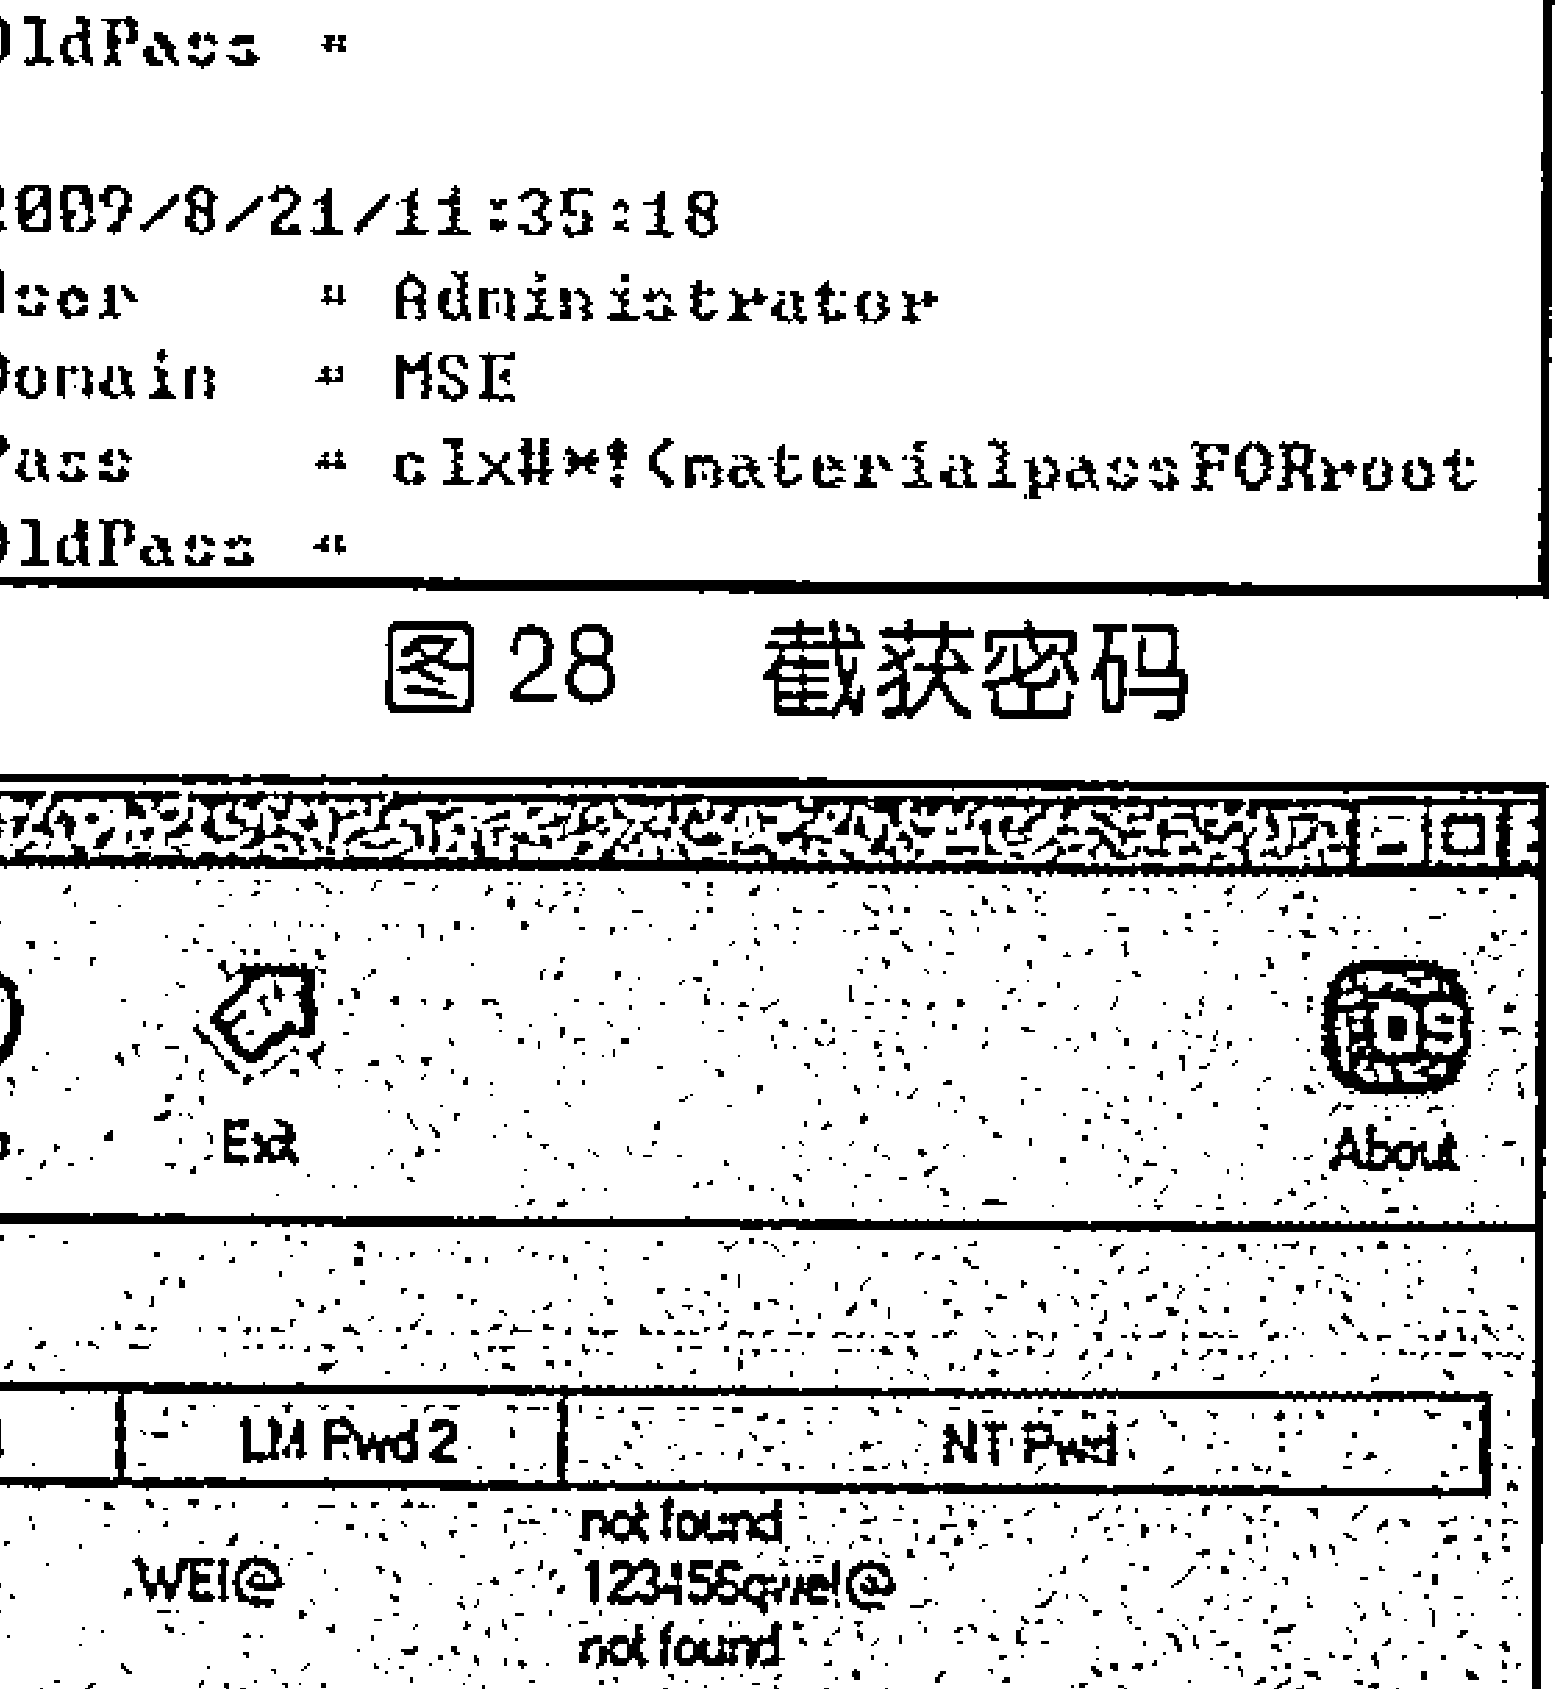 OldPass =
2009/8/21/11:35:18
User = Administrator
Domain = MSE
Pass = clx#*!(materialpassFORroot
OldPass =
图 28 截获密码
Exit
About
LM Pwd 2
NT Pwd
not found
WE!@
123456qwe!@
not found